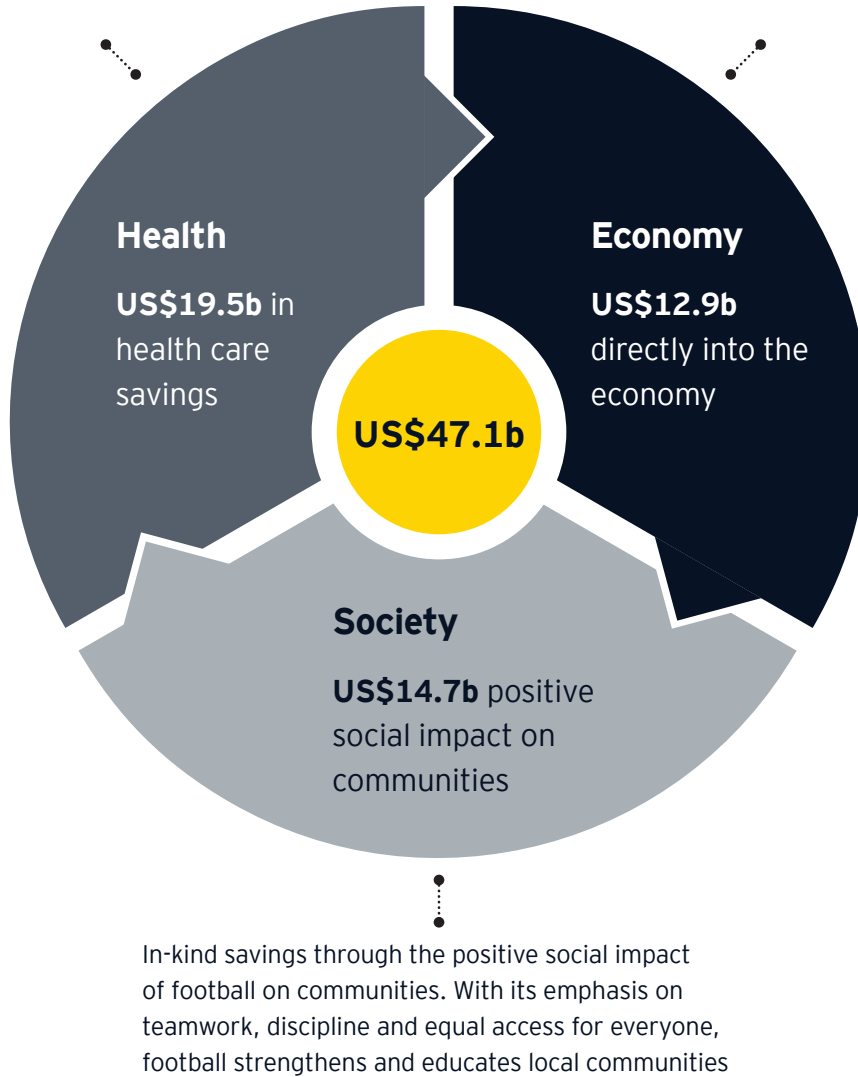 Health
US$19.5b in
health care
savings
Economy
US$12.9b
directly into the
economy
US$47.1b
Society
US$14.7b positive
social impact on
communities
In-kind savings through the positive social impact
of football on communities. With its emphasis on
teamwork, discipline and equal access for everyone,
football strengthens and educates local communities